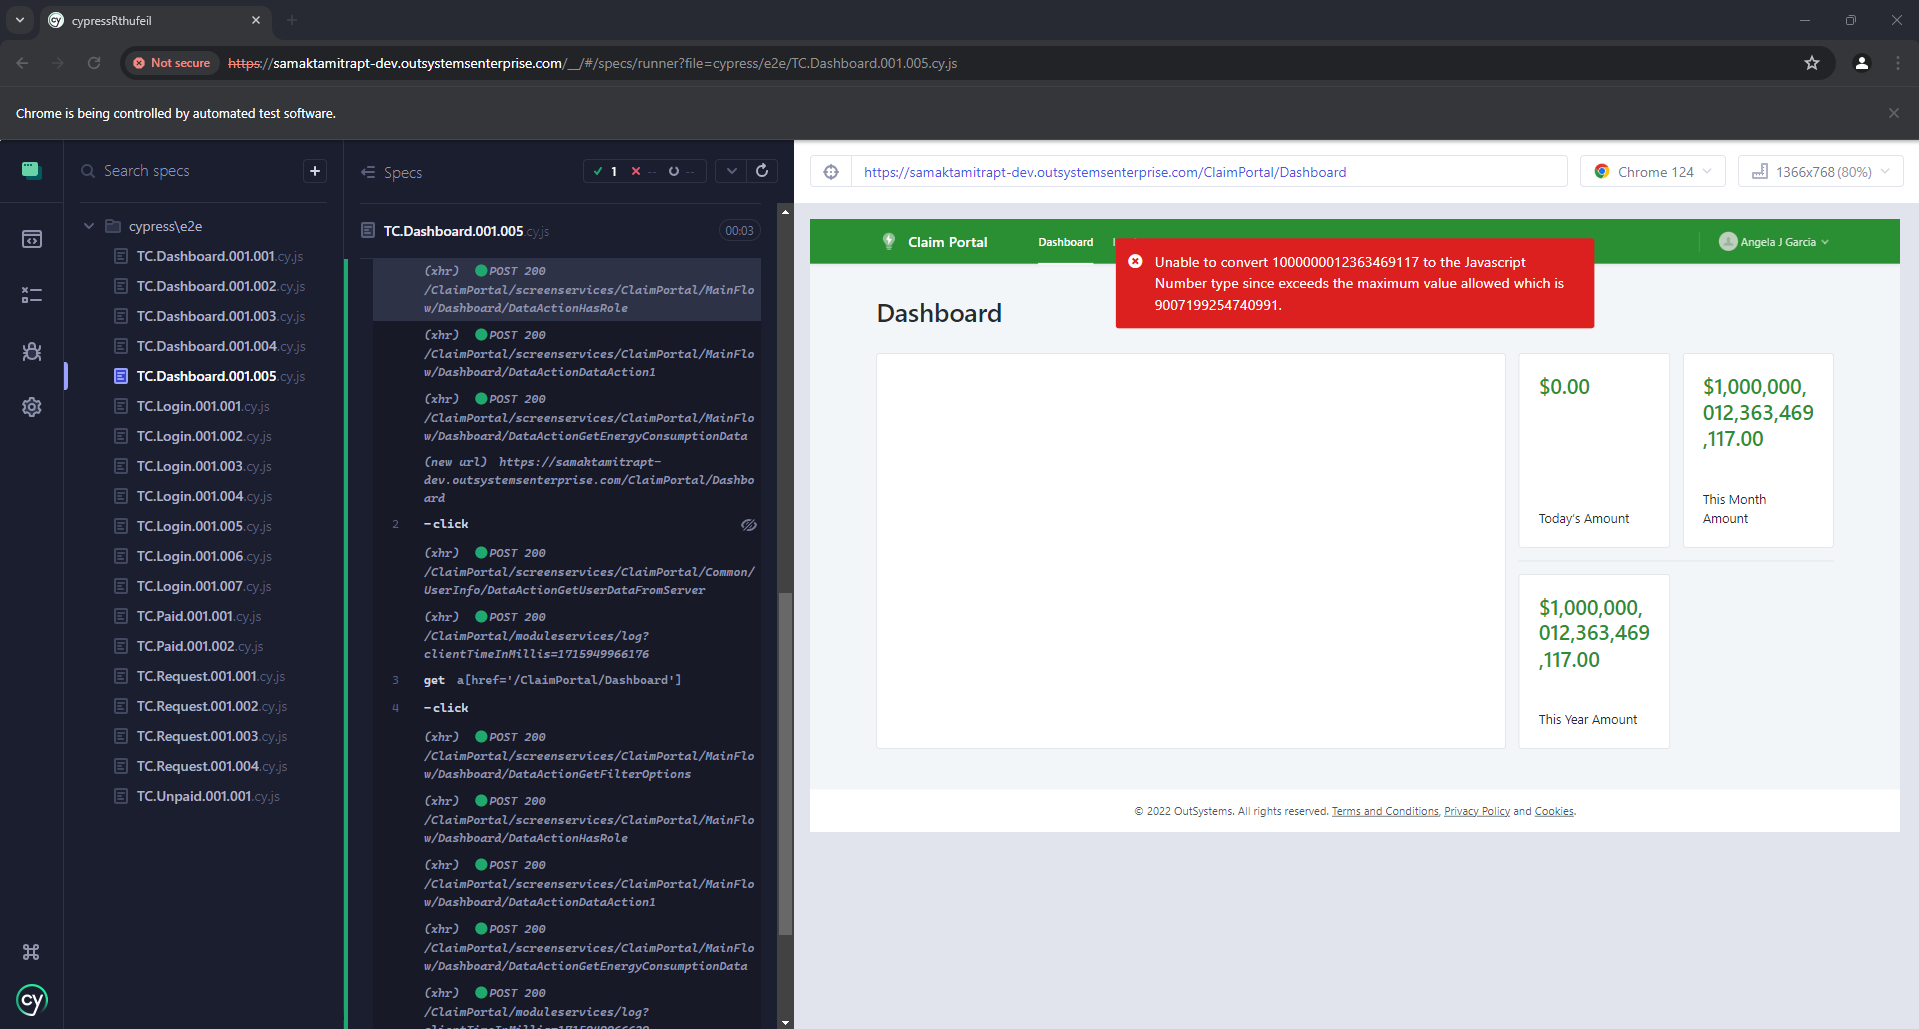 cypressRthufeil
Not secure https://samaktamitrapt-dev.outsystemsenterprise.com/__/#/specs/runner?file=cypress/e2e/TC.Dashboard.001.005.cy.js
Chrome is being controlled by automated test software.
Search specs
cypress\e2e
TC.Dashboard.001.001.cy.js
TC.Dashboard.001.002.cy.js
TC.Dashboard.001.003.cy.js
TC.Dashboard.001.004.cy.js
TC.Dashboard.001.005.cy.js
TC.Login.001.001.cy.js
TC.Login.001.002.cy.js
TC.Login.001.003.cy.js
TC.Login.001.004.cy.js
TC.Login.001.005.cy.js
TC.Login.001.006.cy.js
TC.Login.001.007.cy.js
TC.Paid.001.001.cy.js
TC.Paid.001.002.cy.js
TC.Request.001.001.cy.js
TC.Request.001.002.cy.js
TC.Request.001.003.cy.js
TC.Request.001.004.cy.js
TC.Unpaid.001.001.cy.js
cy
Specs
1 -- --
TC.Dashboard.001.005.cy.js 00:03
(xhr) POST 200
/ClaimPortal/screenservices/ClaimPortal/MainFlo
w/Dashboard/DataActionHasRole
(xhr) POST 200
/ClaimPortal/screenservices/ClaimPortal/MainFlo
w/Dashboard/DataActionDataAction1
(xhr) POST 200
/ClaimPortal/screenservices/ClaimPortal/MainFlo
w/Dashboard/DataActionGetEnergyConsumptionData
(new url) https://samaktamitrapt-
dev.outsystemsenterprise.com/ClaimPortal/Dashbo
ard
2 -click
(xhr) POST 200
/ClaimPortal/screenservices/ClaimPortal/Common/
UserInfo/DataActionGetUserDataFromServer
(xhr) POST 200
/ClaimPortal/moduleservices/log?
clientTimeInMillis=1715949966176
3 get a[href='/ClaimPortal/Dashboard']
4 -click
(xhr) POST 200
/ClaimPortal/screenservices/ClaimPortal/MainFlo
w/Dashboard/DataActionGetFilterOptions
(xhr) POST 200
/ClaimPortal/screenservices/ClaimPortal/MainFlo
w/Dashboard/DataActionHasRole
(xhr) POST 200
/ClaimPortal/screenservices/ClaimPortal/MainFlo
w/Dashboard/DataActionDataAction1
(xhr) POST 200
/ClaimPortal/screenservices/ClaimPortal/MainFlo
w/Dashboard/DataActionGetEnergyConsumptionData
(xhr) POST 200
/ClaimPortal/moduleservices/log?
https://samaktamitrapt-dev.outsystemsenterprise.com/ClaimPortal/Dashboard
Chrome 124
1366x768 (80%)
Claim Portal
Dashboard
Angela J Garcia
Unable to convert 1000000012363469117 to the Javascript
Number type since exceeds the maximum value allowed which is
9007199254740991.
Dashboard
$0.00
Today's Amount
$1,000,000,
012,363,469
,117.00
This Month
Amount
$1,000,000,
012,363,469
,117.00
This Year Amount
© 2022 OutSystems. All rights reserved. Terms and Conditions, Privacy Policy and Cookies.